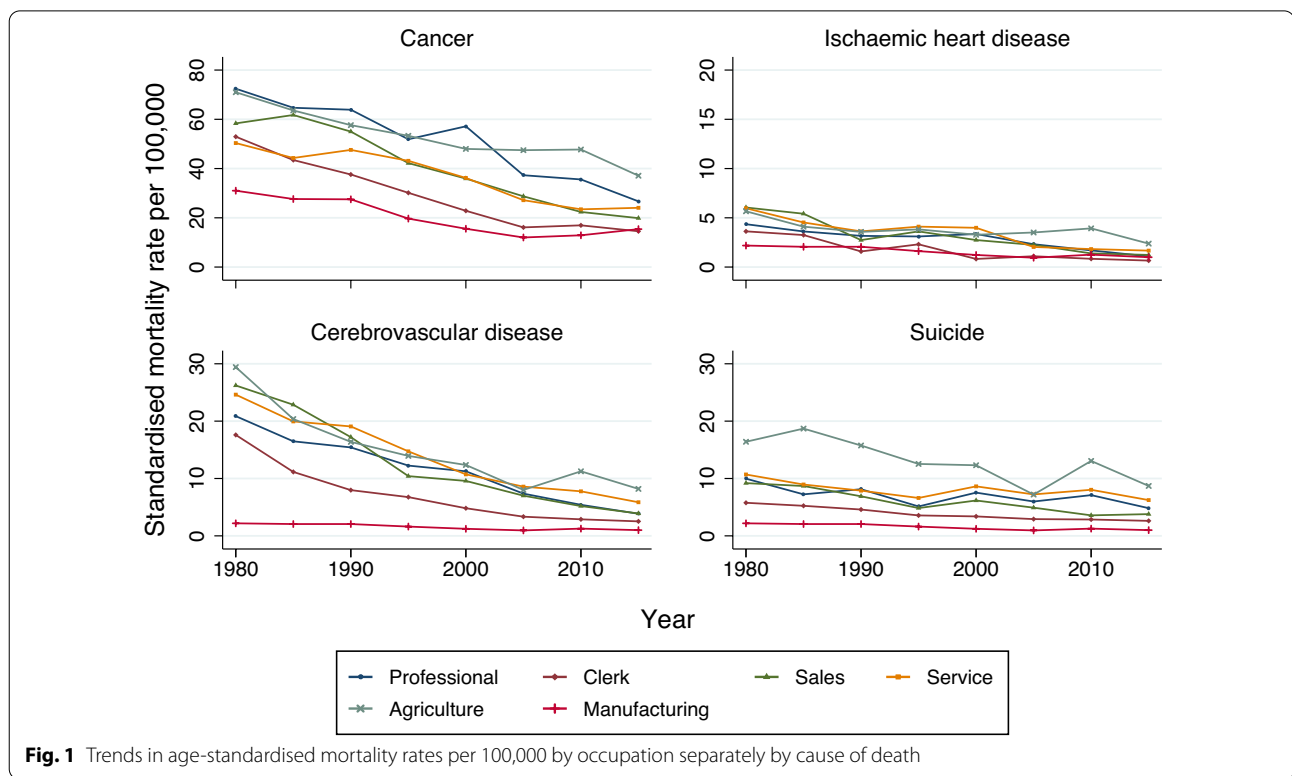 Cancer
Ischaemic heart disease
Standardised mortality rate per 100,000
80
60
40
20
0
20
15
10
5
0
Cerebrovascular disease
Suicide
30
20
10
0
30
20
10
0
1980 1990 2000 2010
1980 1990 2000 2010
Year
Professional Clerk Sales Service
Agriculture Manufacturing
Fig. 1 Trends in age-standardised mortality rates per 100,000 by occupation separately by cause of death